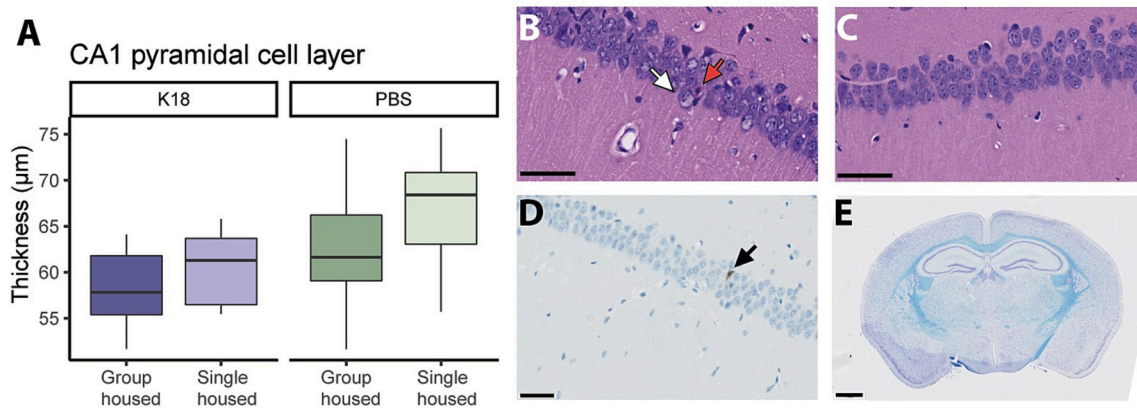 A
CA1 pyramidal cell layer
K18
PBS
Thickness (μm)
75
70
65
60
55
Group
housed
Single
housed
Group
housed
Single
housed
B
C
D
E